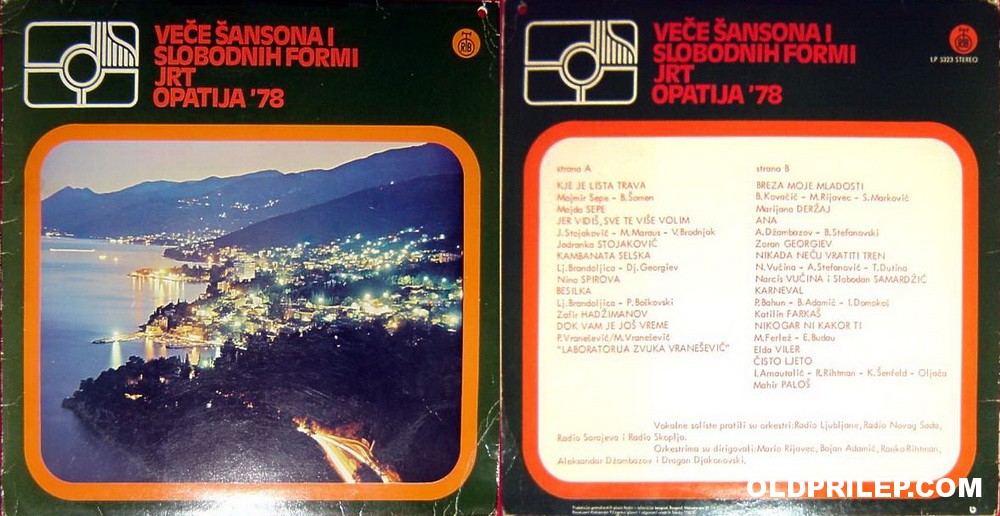 VEČE ŠANSONA I
SLOBODNIH FORMI
JRT
OPATIJA '78
RTB
VEČE ŠANSONA I
SLOBODNIH FORMI
JRT
OPATIJA '78
RTB
LP 5323 STEREO
strana A
KJE JE LISTA TRAVA
Mojmir Sepe - B.Šömen
Majda SEPE
JER VIDIŠ,SVE TE VIŠE VOLIM
J.Stojaković - M.Maraus - V.Brodnjak
Jadranka STOJAKOVIĆ
KAMBANATA SELSKA
Lj.Brandoljica - Dj.Georgiev
Nina SPIROVA
BESILKA
Lj.Brandoljica - P.Boškovski
Zafir HADŽIMANOV
DOK VAM JE JOŠ VREME
P.Vranešević/M.Vranešević
"LABORATORIJA ZVUKA VRANEŠEVIĆ"
strana B
BREZA MOJE MLADOSTI
B.Kovačič - M.Rijavec - S.Marković
Marijana DERŽAJ
ANA
A.Džambazov - B.Stefanovski
Zoran GEORGIEV
NIKADA NEĆU VRATITI TREN
N.Vučina - A.Stefanović - T.Dutina
Narcis VUČINA i Slobodan SAMARDŽIĆ
KARNEVAL
P.Bahun - B.Adamič - I.Domokoš
Katilin FARKAŠ
NIKOGAR NI KAKOR TI
M.Ferlež - E.Budau
Elda VILER
ČISTO LJETO
I.Arnautalić - R.Rihtman - K.Šenfeld - Oljača
Mahir PALOŠ
Vokalne soliste pratili su orkestri:Radio Ljubljane, Radio Novog Sada,
Radio Sarajeva i Radio Skoplja.
Orkestrima su dirigovali:Mario Rijavec, Bojan Adamič, Ranko Rihtman,
Aleksandar Džambazov i Dragan Djakonovski.
OLDPRILEP.COM